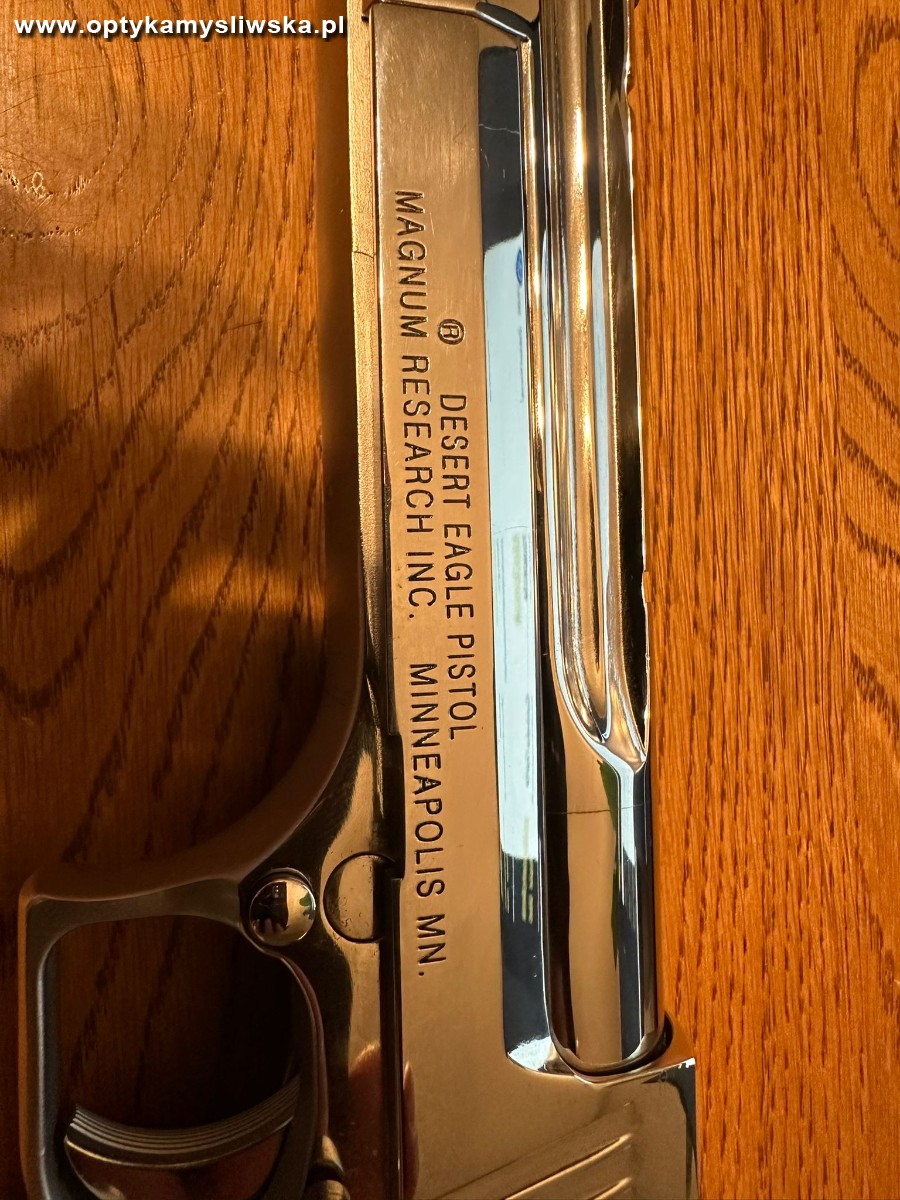 www.optykamysliwska.pl
® DESERT EAGLE PISTOL
MAGNUM RESEARCH INC. MINNEAPOLIS MN.